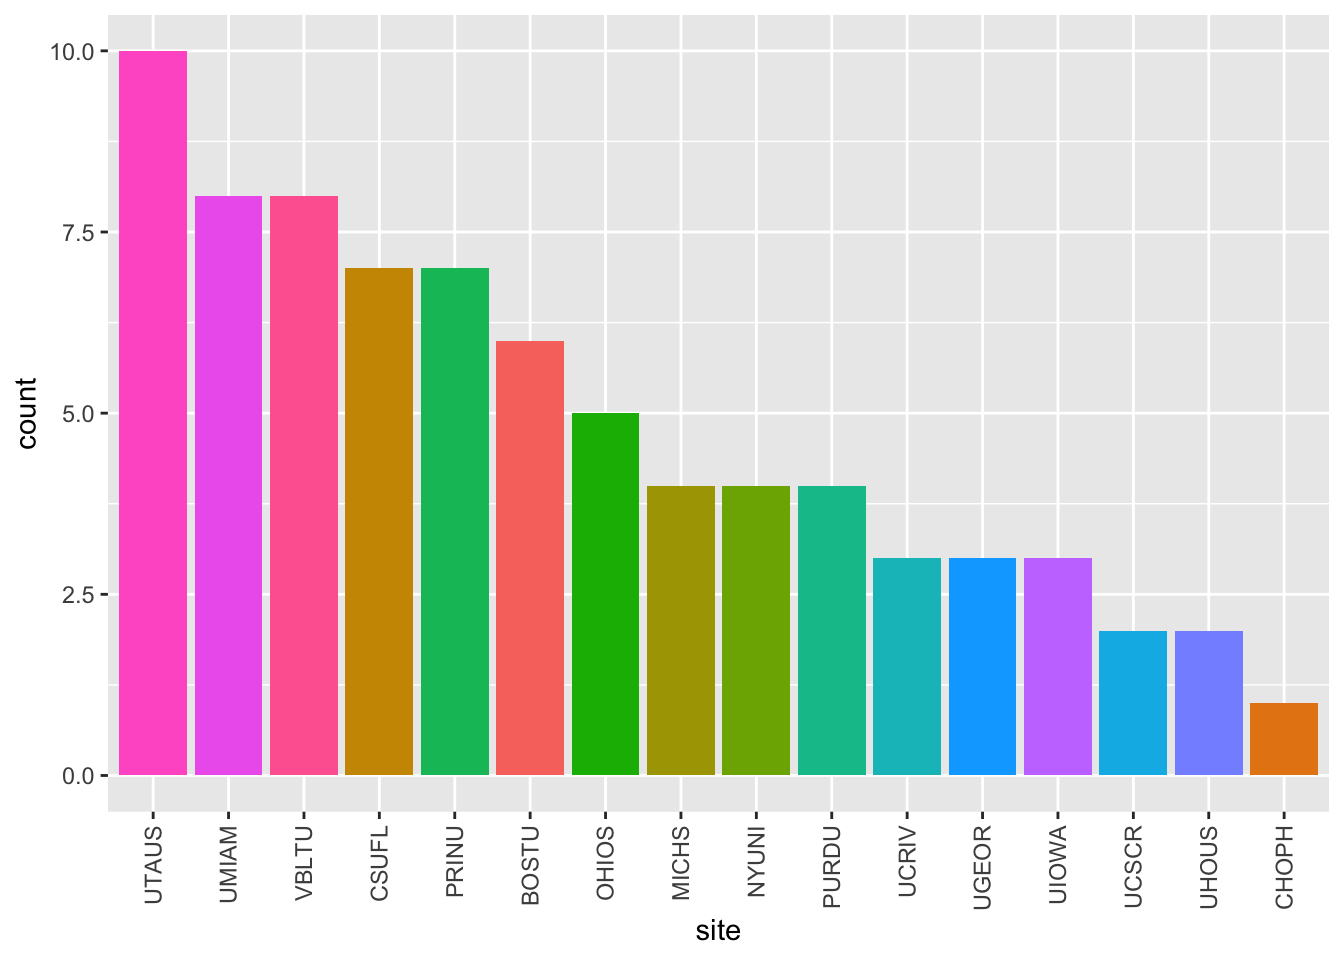 10.0
7.5
5.0
2.5
0.0
count
UTAUS
UMIAM
VBLTU
CSUFL
PRINU
BOSTU
OHIOS
MICHS
NYUNI
PURDU
UCRIV
UGEOR
UIOWA
UCSCR
UHOUS
CHOPH
site